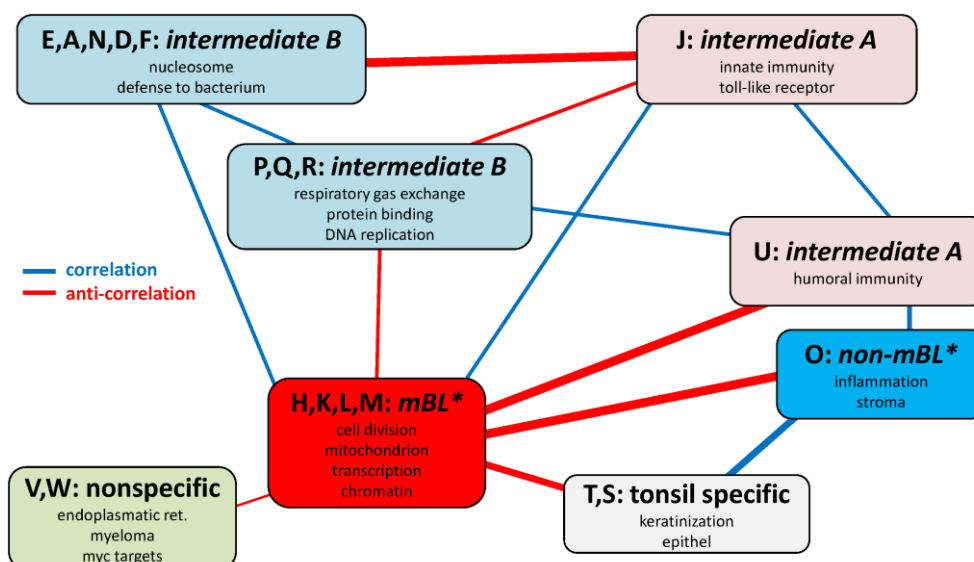 E,A,N,D,F: intermediate B
nucleosome
defense to bacterium
J: intermediate A
innate immunity
toll-like receptor
P,Q,R: intermediate B
respiratory gas exchange
protein binding
DNA replication
U: intermediate A
humoral immunity
correlation
anti-correlation
O: non-mBL*
inflammation
stroma
H,K,L,M: mBL*
cell division
mitochondrion
transcription
chromatin
V,W: nonspecific
endoplasmatic ret.
myeloma
myc targets
T,S: tonsil specific
keratinization
epithel